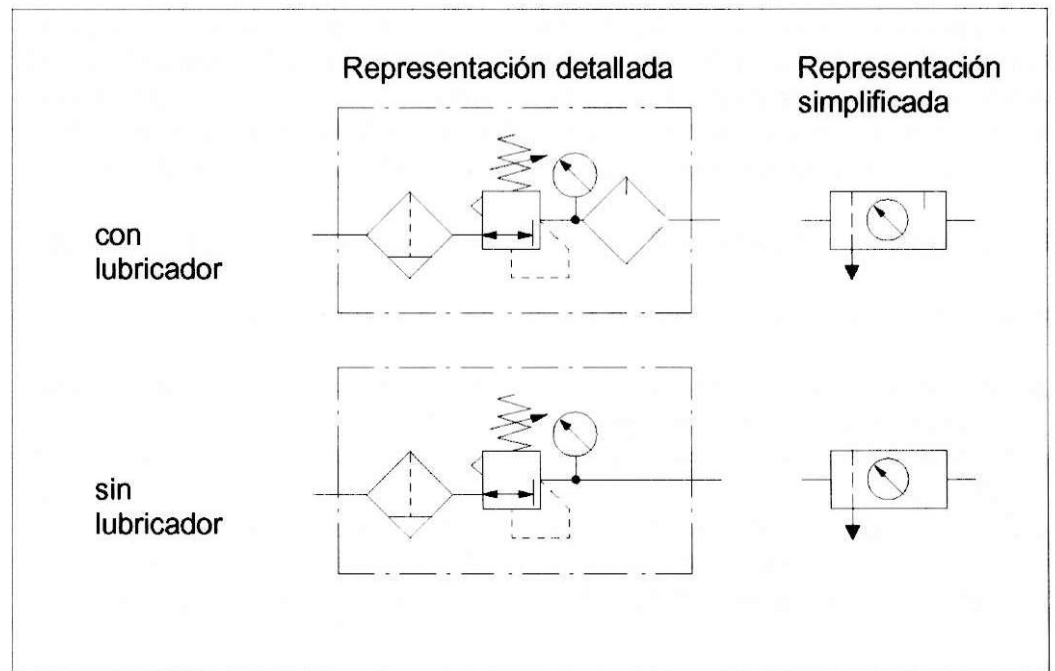 Representación detallada
Representación
simplificada
con
lubricador
sin
lubricador